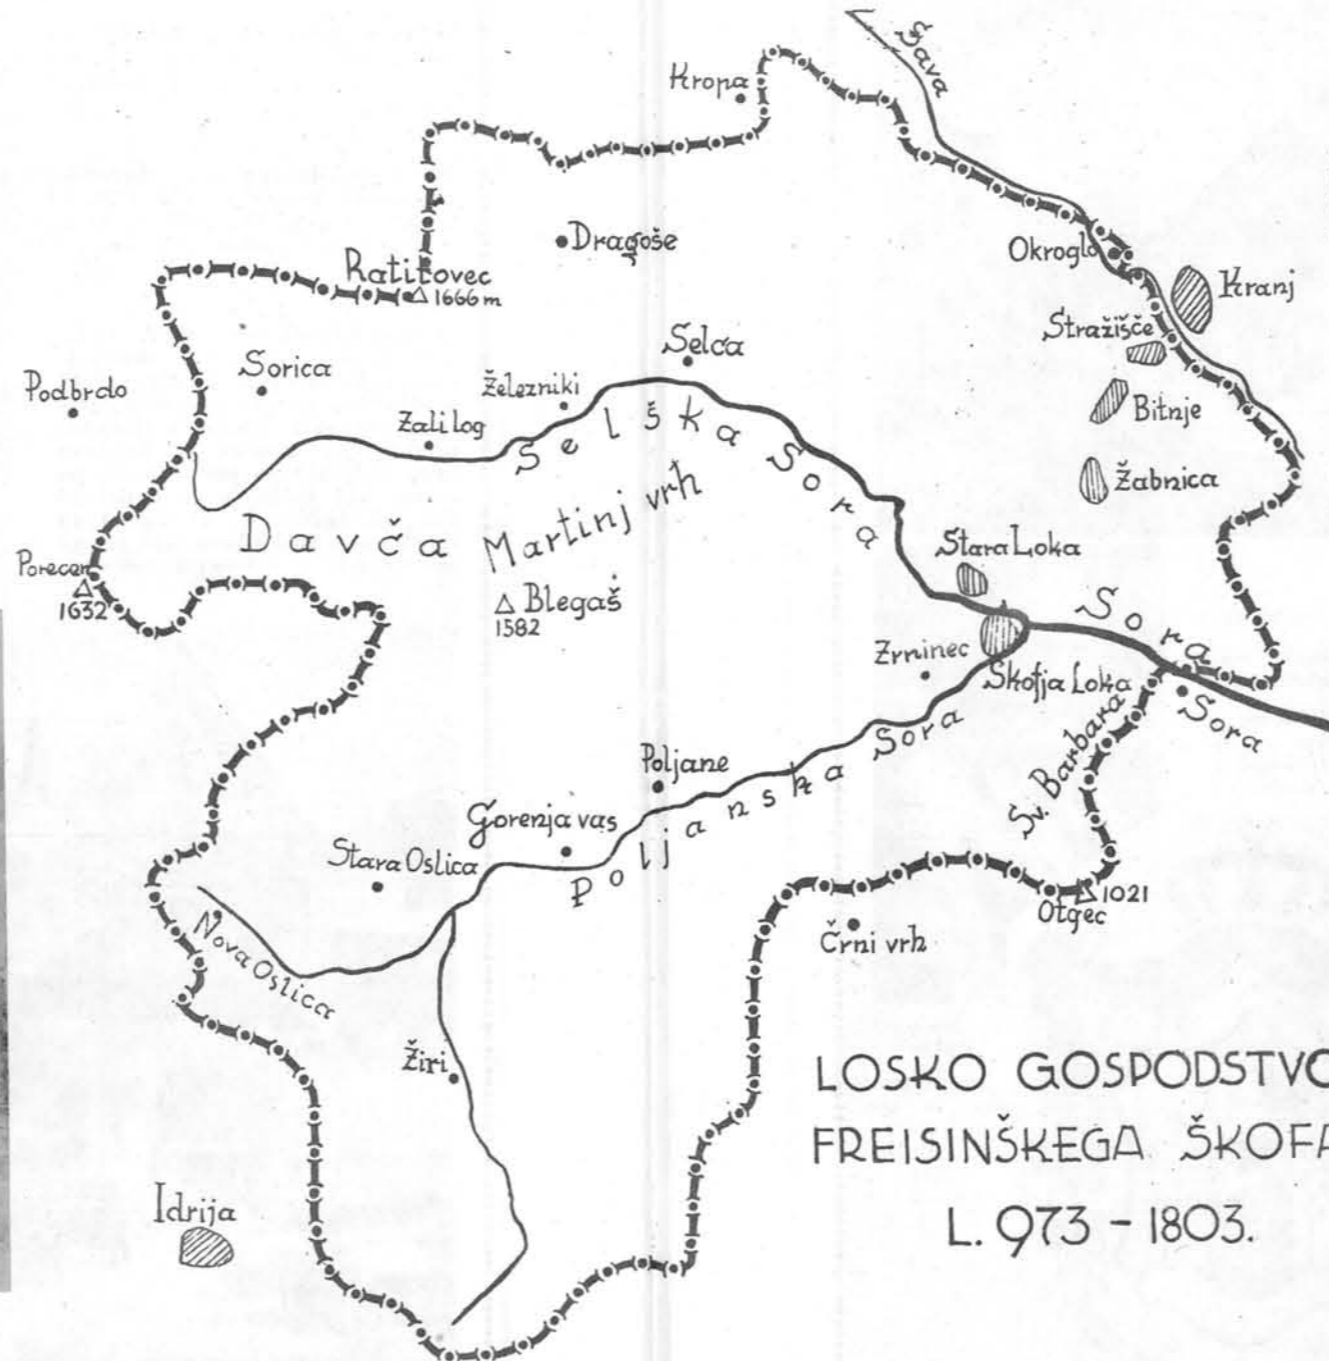 Sava
Kropa
Dragoše
Okroglo
Ratitovec
1666 m
Kranj
Stražišče
Selca
Sorica
Železniki
Podbrdo
Bitnje
Zali log
Selška Sora
Žabnica
Martinj vrh
Davča
Stara Loka
Porecen
1632
Blegaš
1582
Sora
Zrninec
Škofja Loka
Sora
Sv. Barbara
Poljanska Sora
Poljane
Gorenja vas
Stara Oslica
1021
Otgec
Črni vrh
Nova Oslica
Žiri
LOSKO GOSPODSTVO
FREISINŠKEGA ŠKOFA
L. 973 - 1803.
Idrija